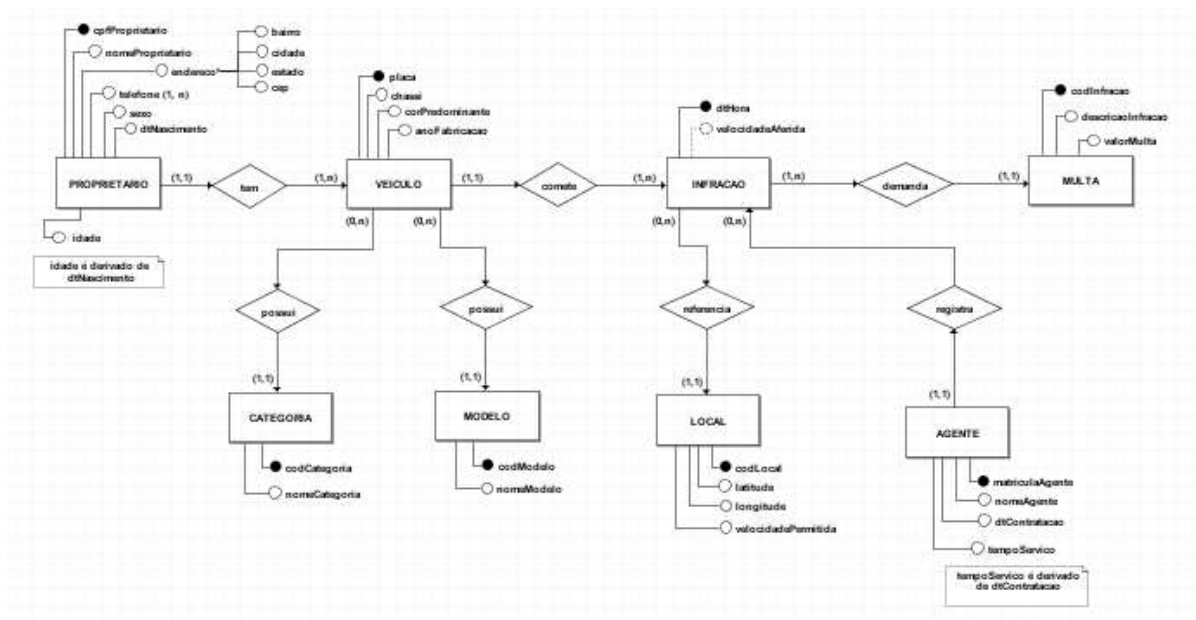 cpfProprietario
nomeProprietario
endereco*
bairro
cidade
estado
cep
telefone (1, n)
sexo
dtNascimento
PROPRIETARIO
idade
idade é derivado de
dtNascimento
(1,1)
tem
(1,n)
placa
chassi
corPredominante
anoFabricacao
VEICULO
(1,1)
comete
(1,n)
dtHora
velocidadeAferida
INFRACAO
(1,n)
demanda
(1,1)
codInfracao
descricaoInfracao
valorMulta
MULTA
(0,n)
(0,n)
(0,n)
(0,n)
possui
possui
referencia
registra
(1,1)
(1,1)
(1,1)
(1,1)
CATEGORIA
codCategoria
nomeCategoria
MODELO
codModelo
nomeModelo
LOCAL
codLocal
latitude
longitude
velocidadePermitida
AGENTE
matriculaAgente
nomeAgente
dtContratacao
tempoServico
tempoServico é derivado
de dtContratacao